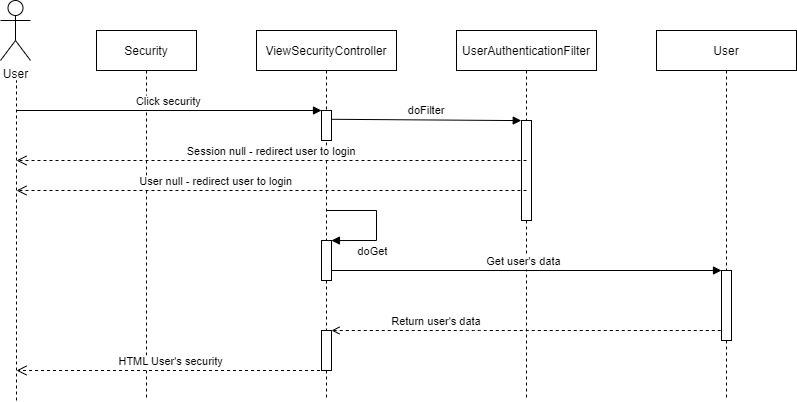 Security
ViewSecurityController
UserAuthenticationFilter
User
User
Click security
doFilter
Session null - redirect user to login
User null - redirect user to login
doGet
Get user's data
Return user's data
HTML User's security